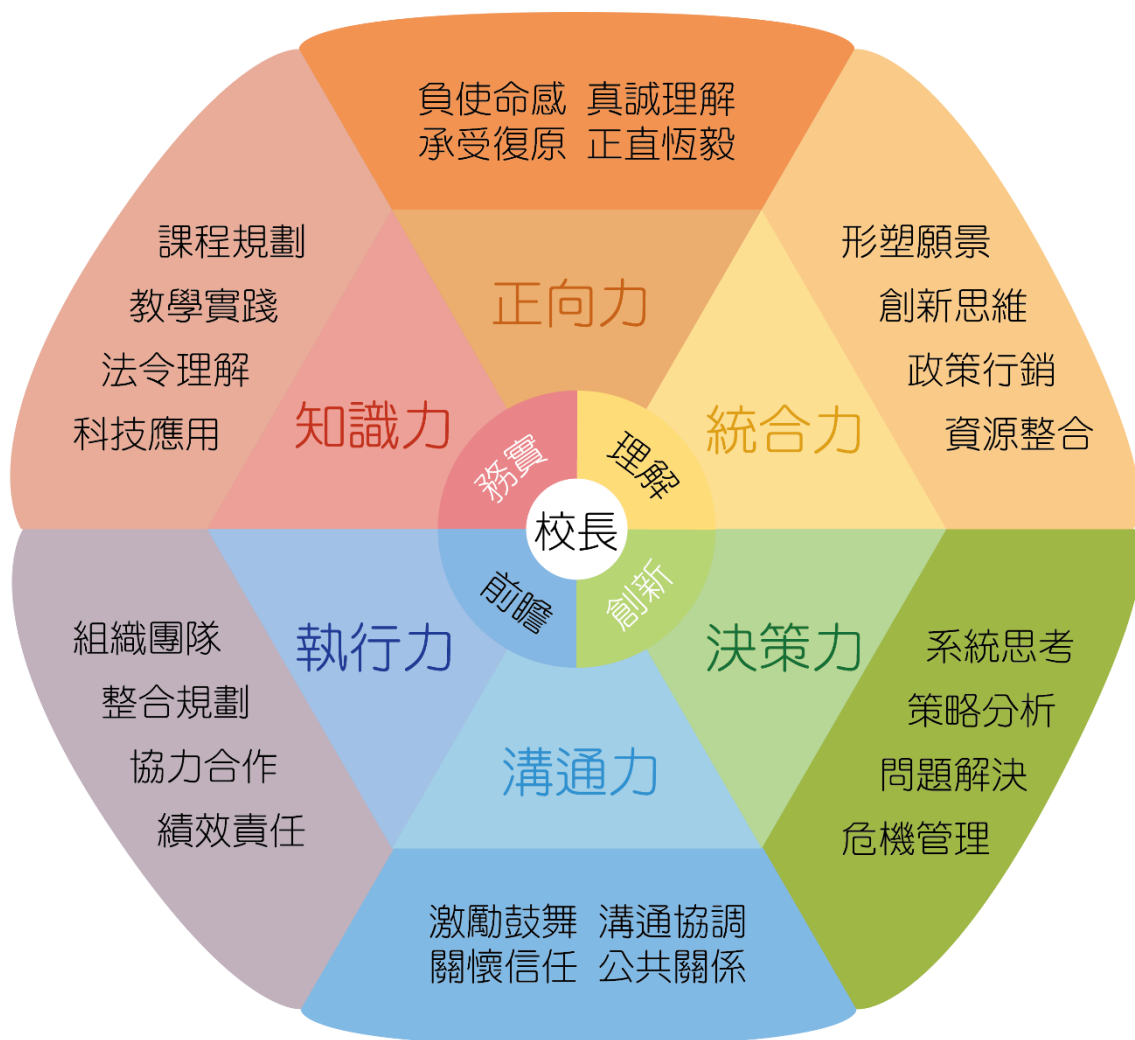 負使命感 真誠理解
承受復原 正直恆毅
正向力
課程規劃
教學實踐
法令理解
科技應用
知識力
形塑願景
創新思維
政策行銷
資源整合
統合力
務實
理解
校長
前瞻
創新
組織團隊
整合規劃
協力合作
績效責任
執行力
決策力
系統思考
策略分析
問題解決
危機管理
溝通力
激勵鼓舞 溝通協調
關懷信任 公共關係